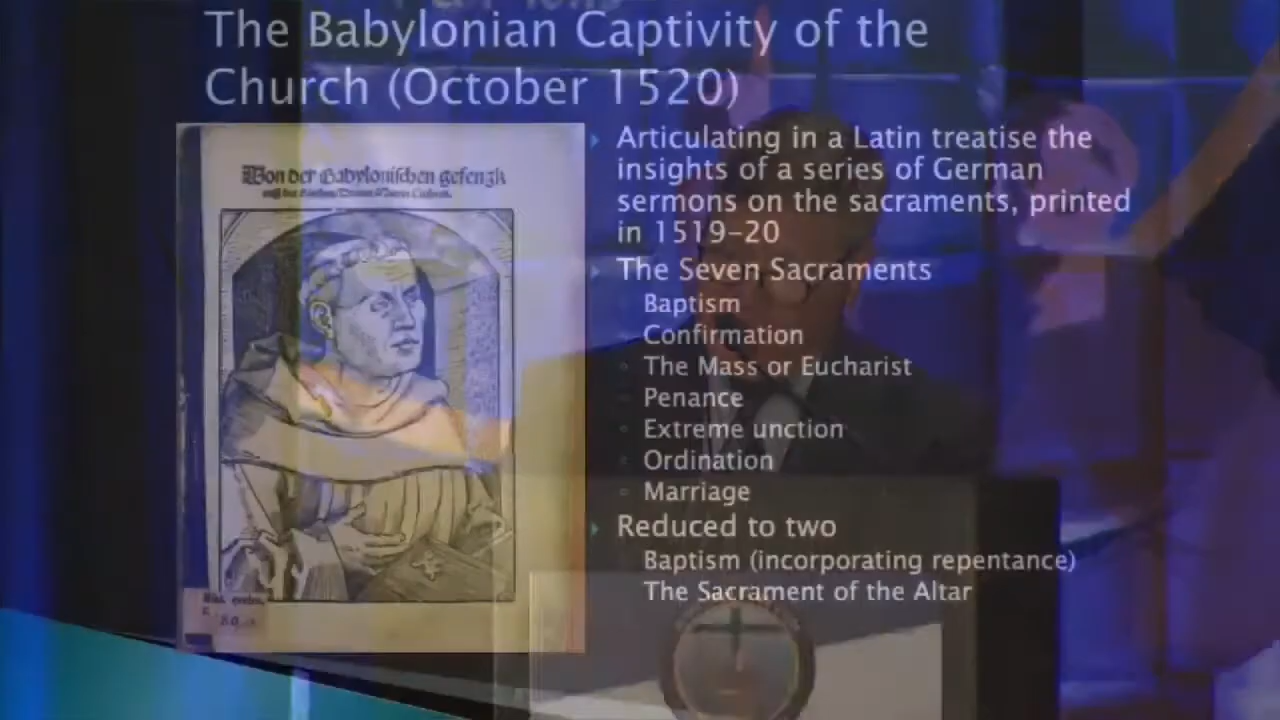 The Babylonian Captivity of the
Church (October 1520)
Von der Babylonischen gefengk
Articulating in a Latin treatise the
insights of a series of German
sermons on the sacraments, printed
in 1519–20
The Seven Sacraments
Baptism
Confirmation
The Mass or Eucharist
Penance
Extreme unction
Ordination
Marriage
Reduced to two
Baptism (incorporating repentance)
The Sacrament of the Altar